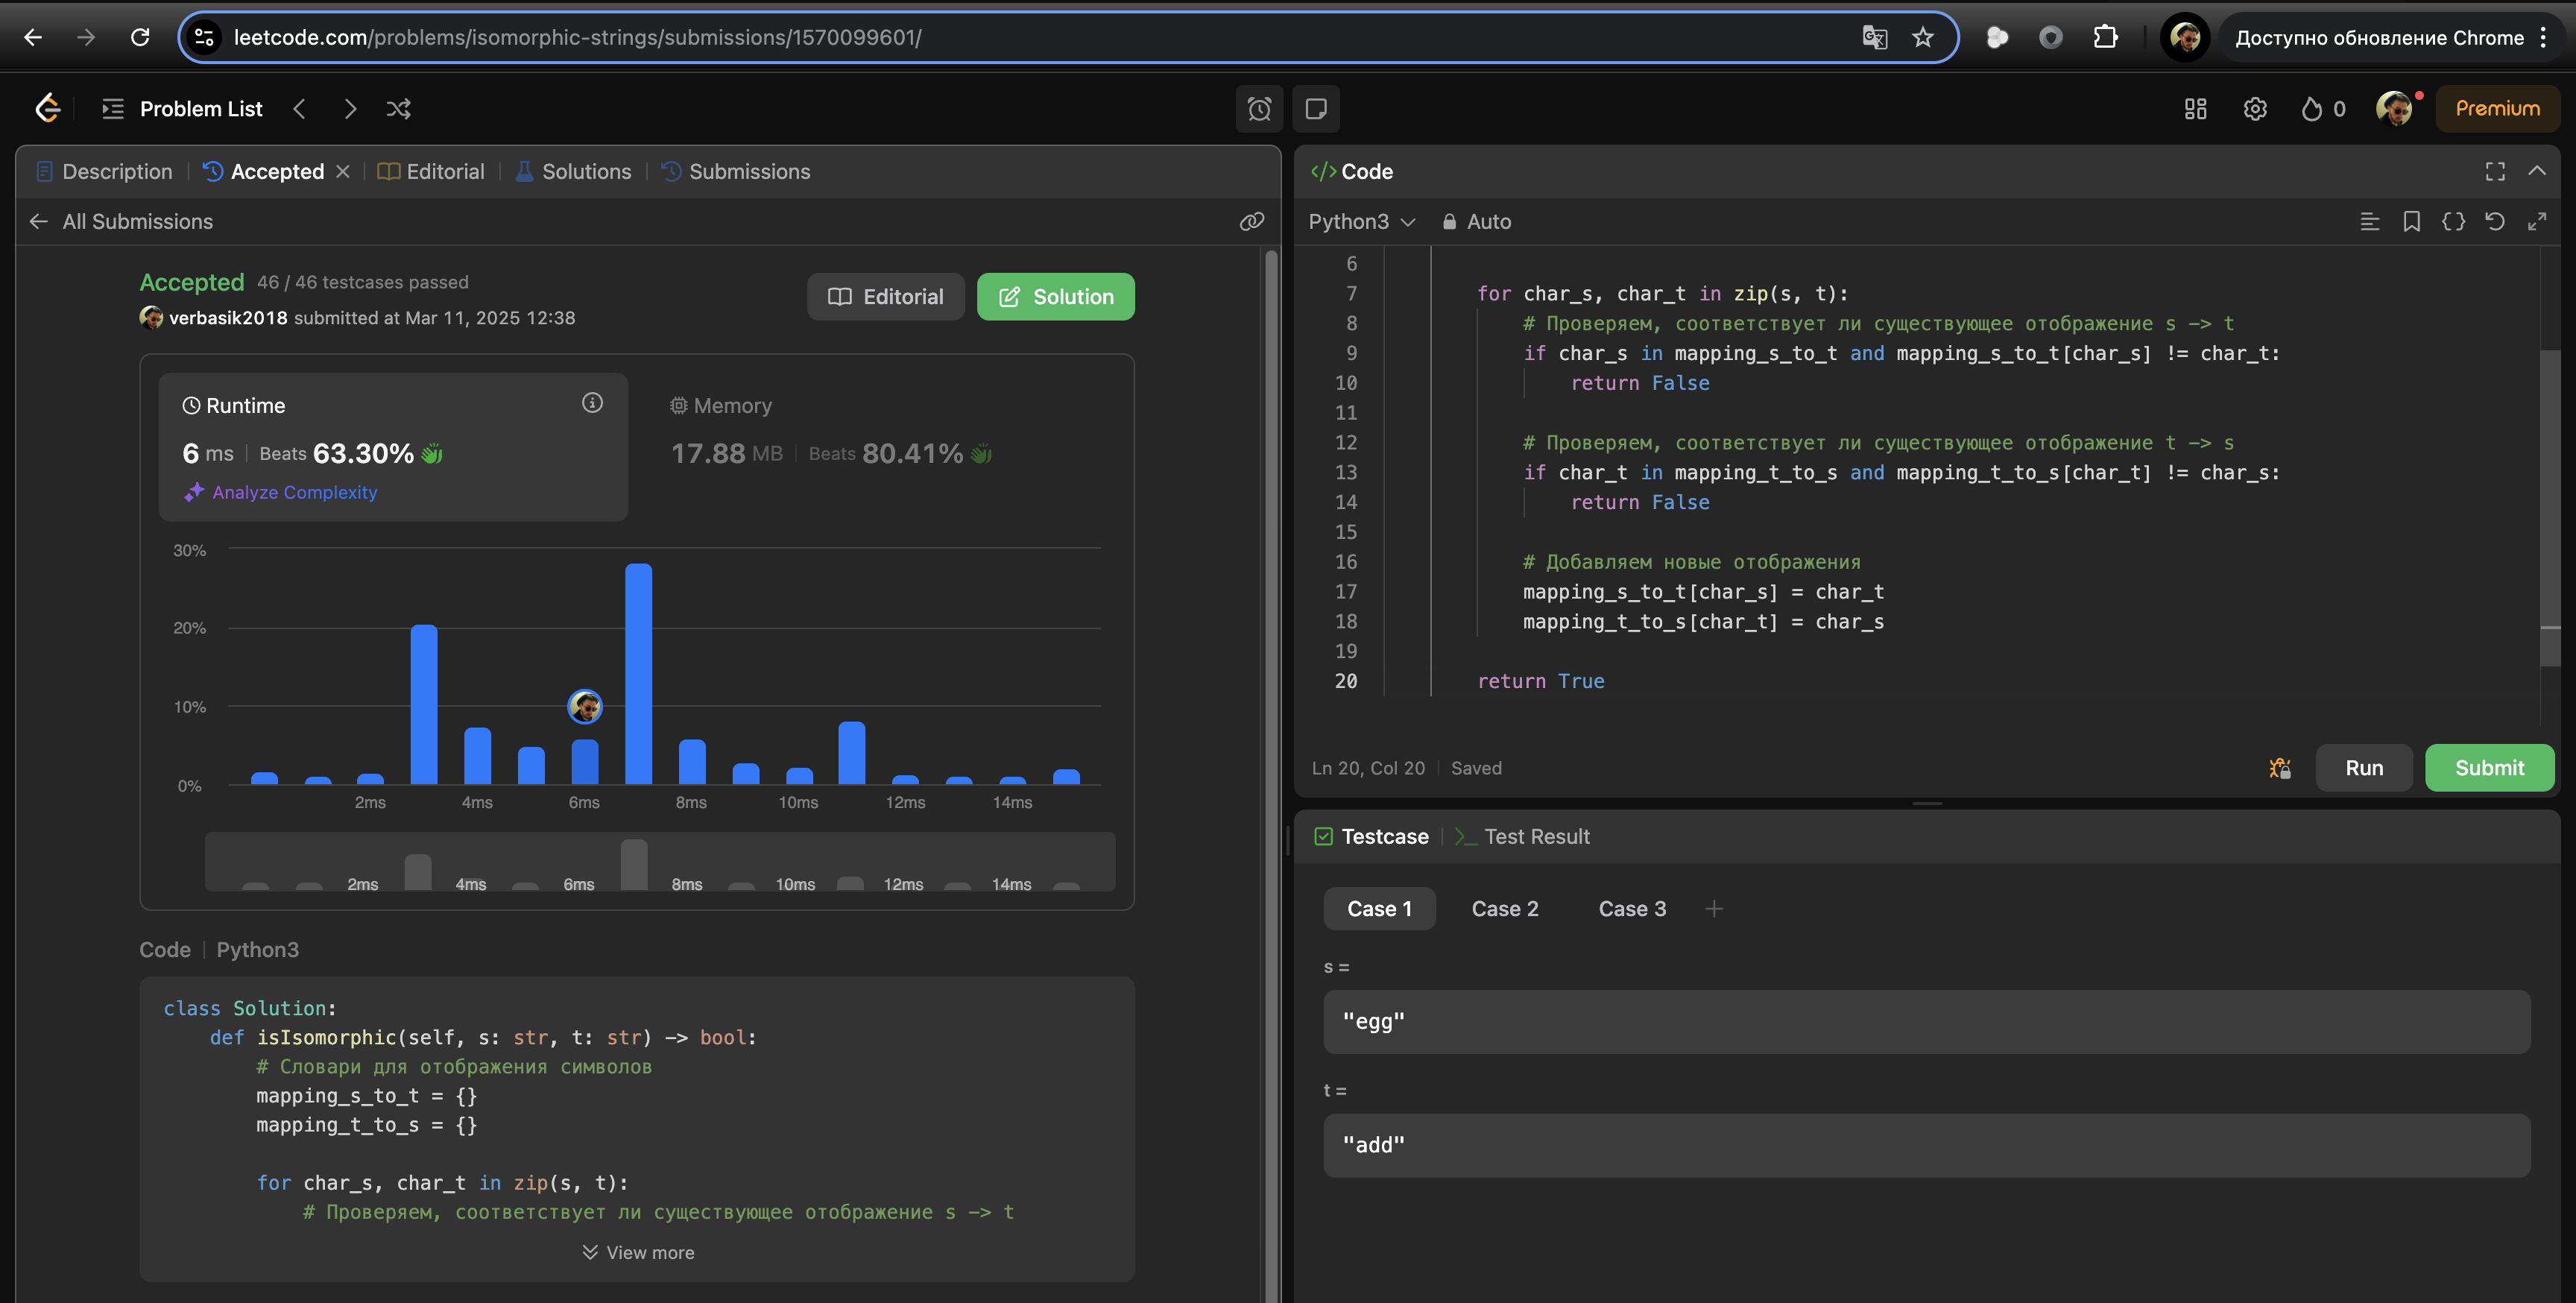 leetcode.com/problems/isomorphic-strings/submissions/1570099601/
Доступно обновление Chrome
Problem List
0
Premium
Description
Accepted
Editorial
Solutions
Submissions
All Submissions
Accepted 46 / 46 testcases passed
verbasik2018 submitted at Mar 11, 2025 12:38
Editorial
Solution
Runtime
6 ms
Beats 63.30%
Analyze Complexity
Memory
17.88 MB
Beats 80.41%
30%
20%
10%
0%
2ms 4ms 6ms 8ms 10ms 12ms 14ms
2ms 4ms 6ms 8ms 10ms 12ms 14ms
Code | Python3
class Solution:
    def isIsomorphic(self, s: str, t: str) -> bool:
        # Словари для отображения символов
        mapping_s_to_t = {}
        mapping_t_to_s = {}

        for char_s, char_t in zip(s, t):
            # Проверяем, соответствует ли существующее отображение s -> t
View more
</> Code
Python3
Auto
6
7        for char_s, char_t in zip(s, t):
8            # Проверяем, соответствует ли существующее отображение s -> t
9            if char_s in mapping_s_to_t and mapping_s_to_t[char_s] != char_t:
10                return False
11
12            # Проверяем, соответствует ли существующее отображение t -> s
13            if char_t in mapping_t_to_s and mapping_t_to_s[char_t] != char_s:
14                return False
15
16            # Добавляем новые отображения
17            mapping_s_to_t[char_s] = char_t
18            mapping_t_to_s[char_t] = char_s
19
20        return True
Ln 20, Col 20
Saved
Run
Submit
Testcase
Test Result
Case 1
Case 2
Case 3
s =
"egg"
t =
"add"